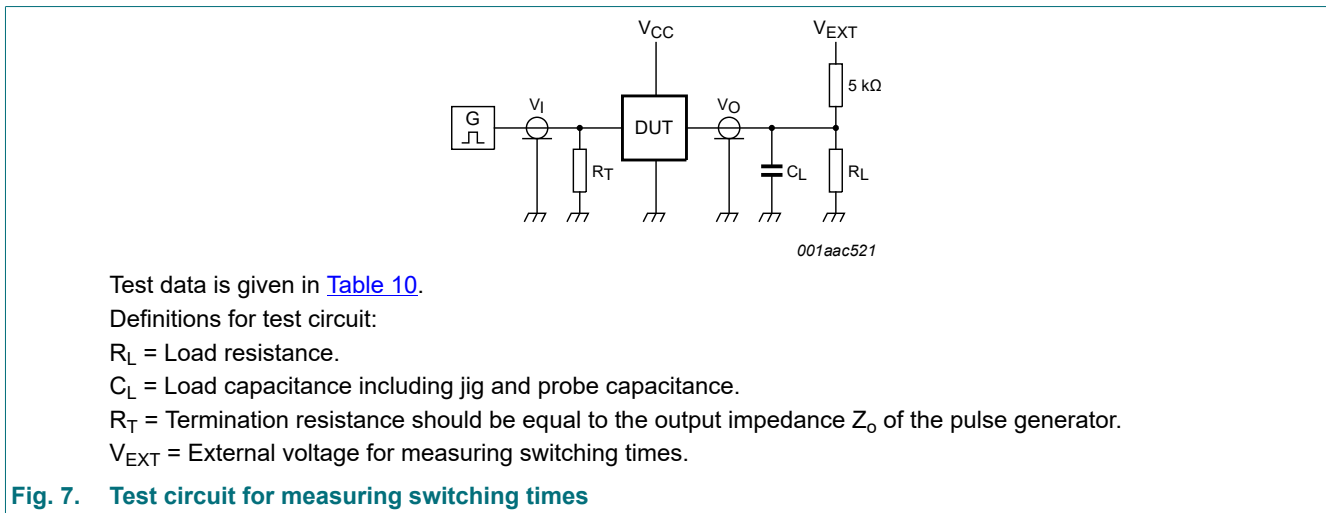 VCC
VEXT
5 kΩ
G
VI
DUT
VO
RT
CL
RL
001aac521
Test data is given in Table 10.
Definitions for test circuit:
RL = Load resistance.
CL = Load capacitance including jig and probe capacitance.
RT = Termination resistance should be equal to the output impedance Zo of the pulse generator.
VEXT = External voltage for measuring switching times.
Fig. 7. Test circuit for measuring switching times